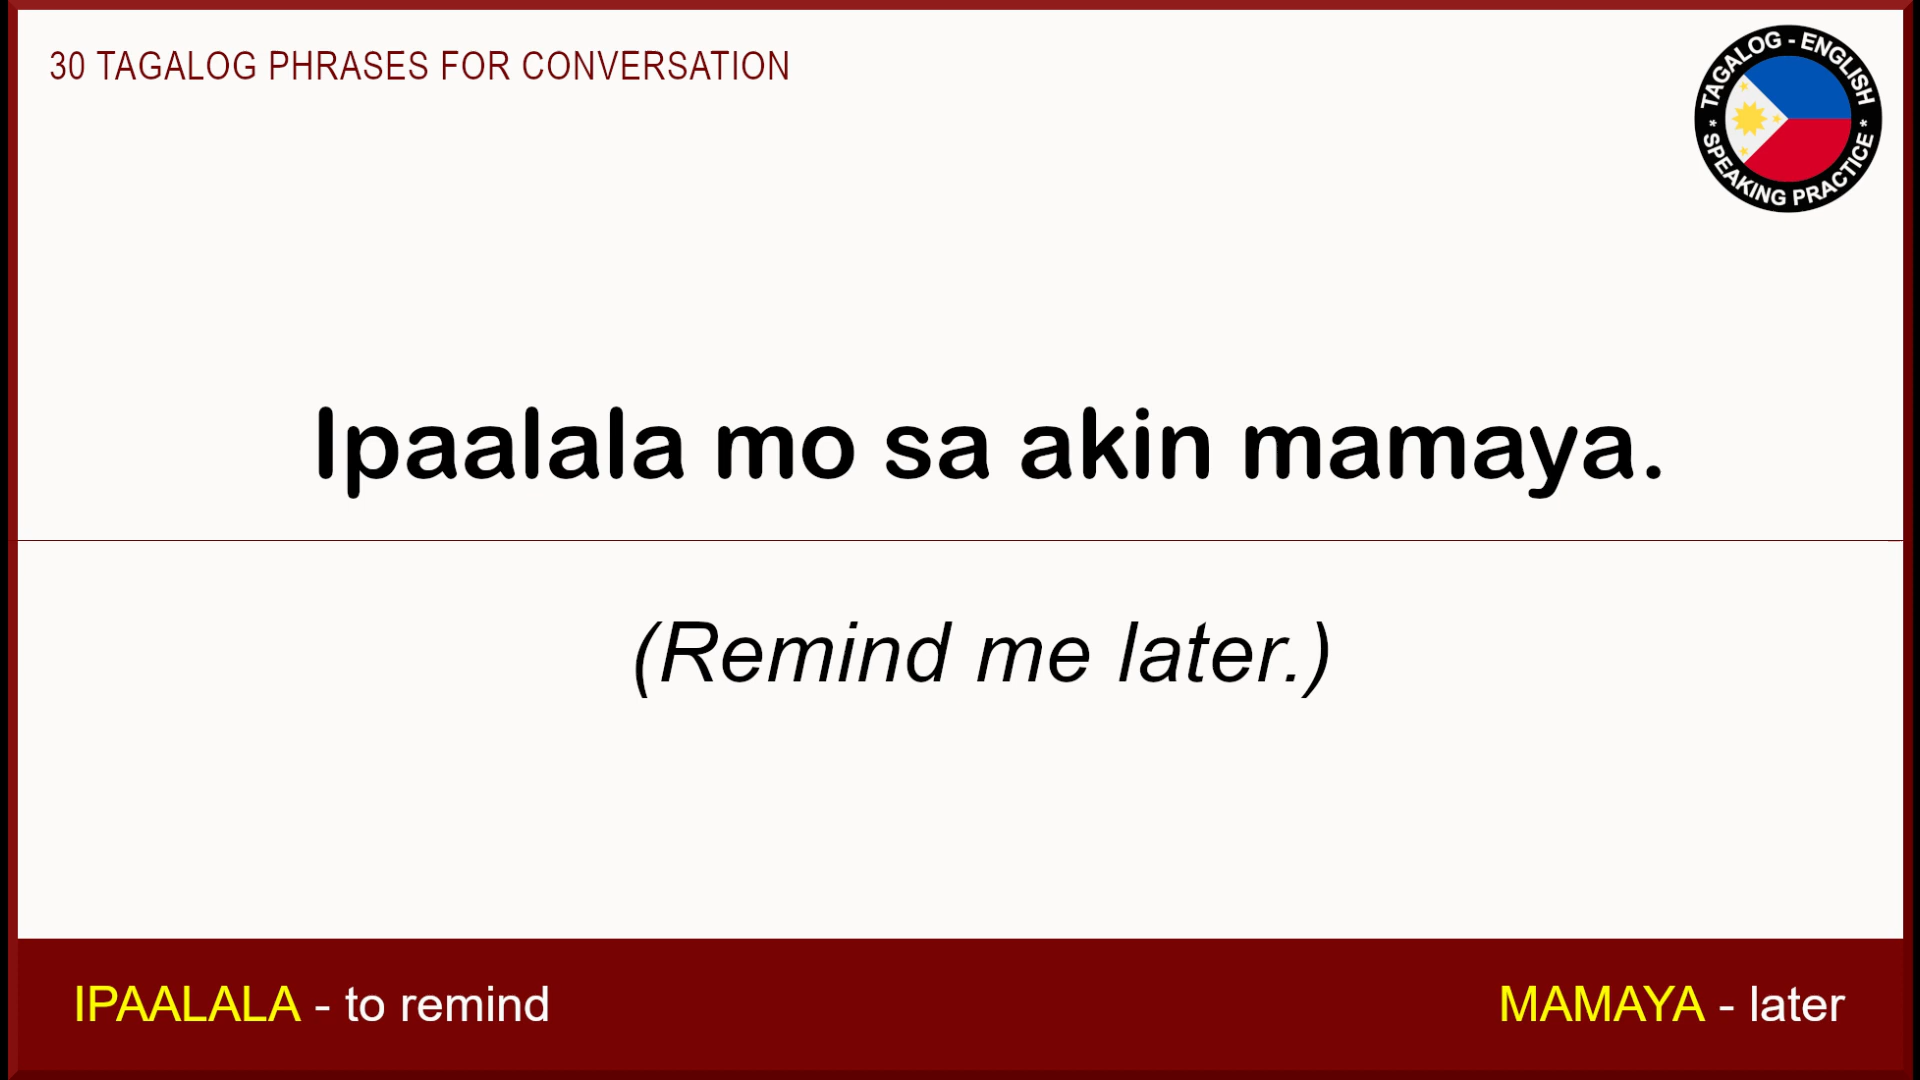 30 TAGALOG PHRASES FOR CONVERSATION
TAGALOG - ENGLISH
* SPEAKING PRACTICE *
Ipaalala mo sa akin mamaya.
(Remind me later.)
IPAALALA - to remind
MAMAYA - later